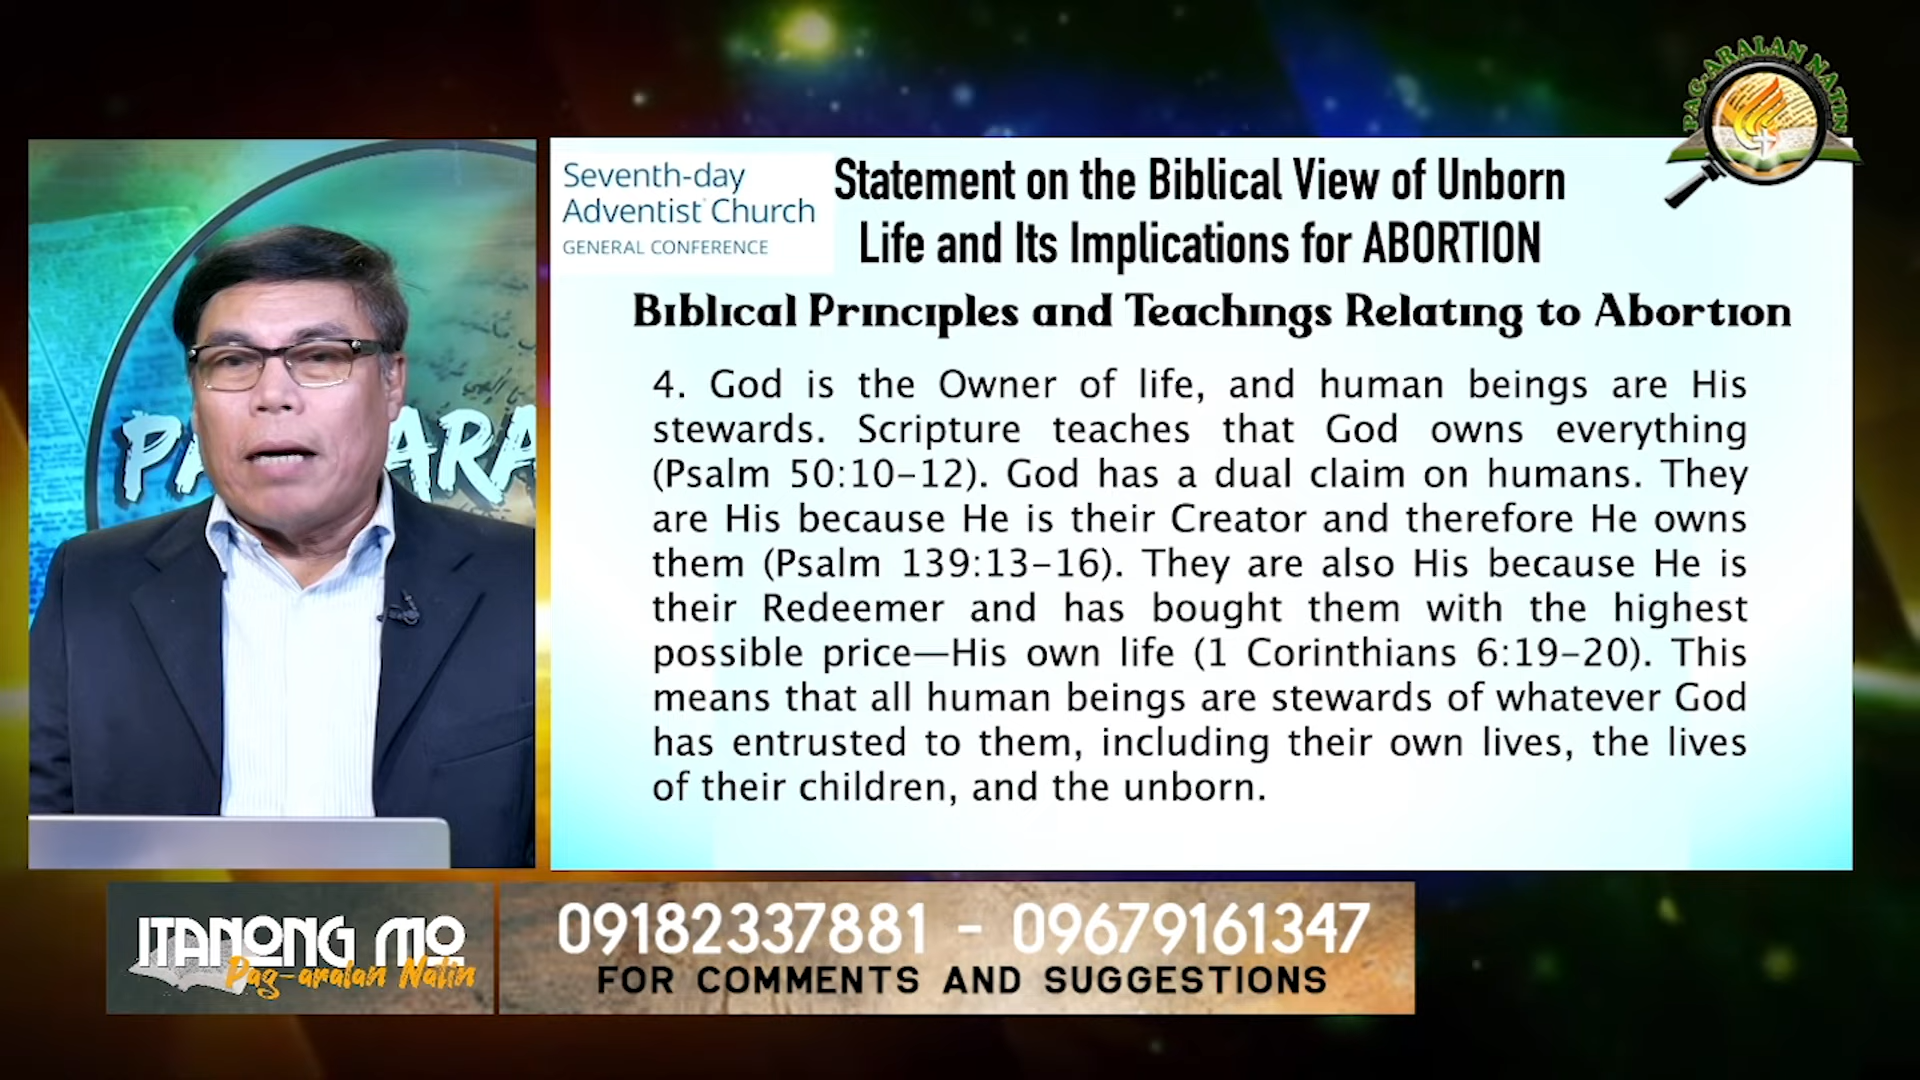 PAG-ARALAN NATIN
Seventh-day
Adventist Church
GENERAL CONFERENCE
Statement on the Biblical View of Unborn
Life and Its Implications for ABORTION
Biblical Principles and Teachings Relating to Abortion
4. God is the Owner of life, and human beings are His
stewards. Scripture teaches that God owns everything
(Psalm 50:10–12). God has a dual claim on humans. They
are His because He is their Creator and therefore He owns
them (Psalm 139:13–16). They are also His because He is
their Redeemer and has bought them with the highest
possible price—His own life (1 Corinthians 6:19–20). This
means that all human beings are stewards of whatever God
has entrusted to them, including their own lives, the lives
of their children, and the unborn.
ITANONG MO
Pag-aralan Natin
09182337881 - 09679161347
FOR COMMENTS AND SUGGESTIONS